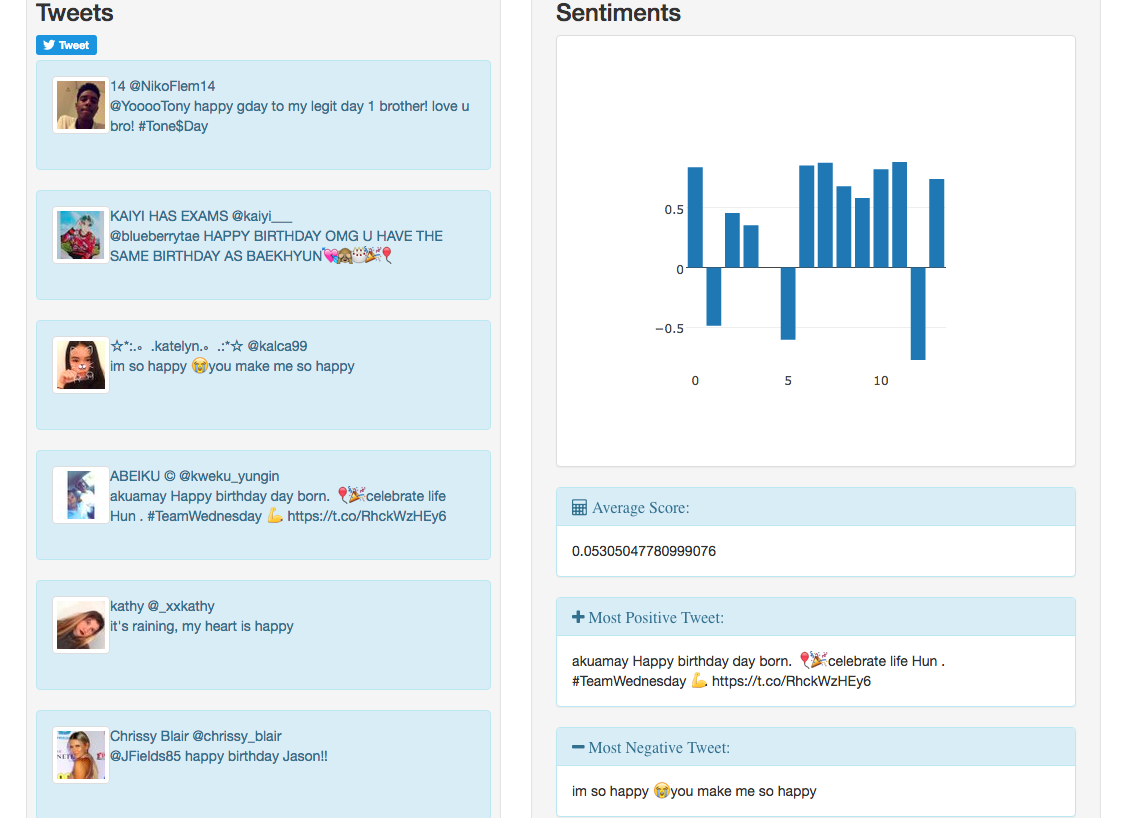 Tweets
Tweet
14 @NikoFlem14
@YooooTony happy gday to my legit day 1 brother! love u
bro! #Tone$Day
KAIYI HAS EXAMS @kaiyi___
@blueberrytae HAPPY BIRTHDAY OMG U HAVE THE
SAME BIRTHDAY AS BAEKHYUN💘🙈🎂🎉🎈
☆*:.｡ .katelyn.｡ .:*☆ @kalca99
im so happy 😭you make me so happy
ABEIKU © @kweku_yungin
akuamay Happy birthday day born. 🎈🎉celebrate life
Hun . #TeamWednesday 💪 https://t.co/RhckWzHEy6
kathy @_xxkathy
it's raining, my heart is happy
Chrissy Blair @chrissy_blair
@JFields85 happy birthday Jason!!
Sentiments
0.5
0
−0.5
0 5 10
Average Score:
0.05305047780999076
Most Positive Tweet:
akuamay Happy birthday day born. 🎈🎉celebrate life Hun .
#TeamWednesday 💪 https://t.co/RhckWzHEy6
Most Negative Tweet:
im so happy 😭you make me so happy